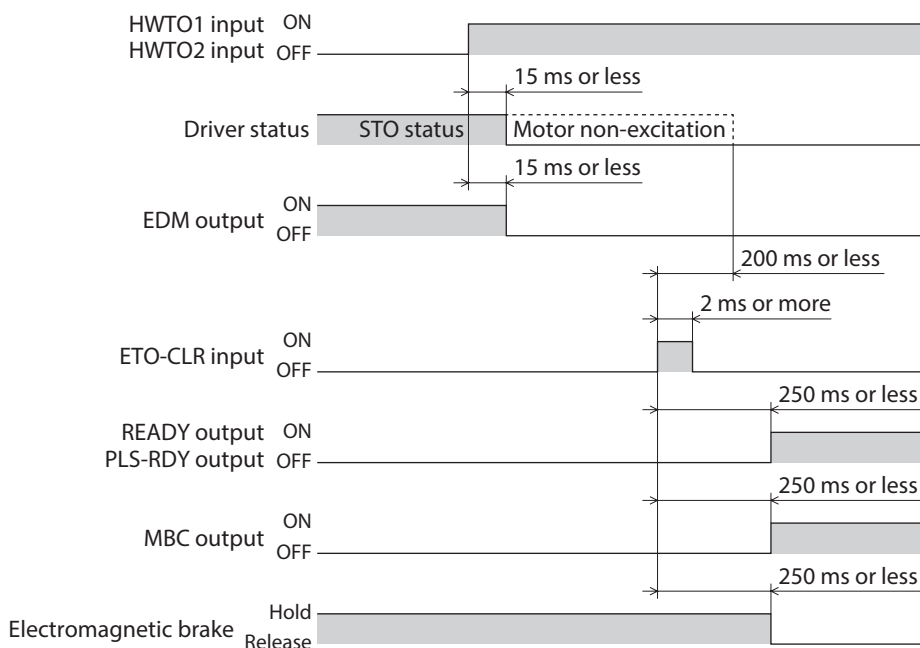 HWTO1 input ON
HWTO2 input OFF
15 ms or less
Driver status STO status Motor non-excitation
15 ms or less
EDM output ON
OFF
200 ms or less
2 ms or more
ETO-CLR input ON
OFF
250 ms or less
READY output ON
PLS-RDY output OFF
250 ms or less
MBC output ON
OFF
250 ms or less
Electromagnetic brake Hold
Release